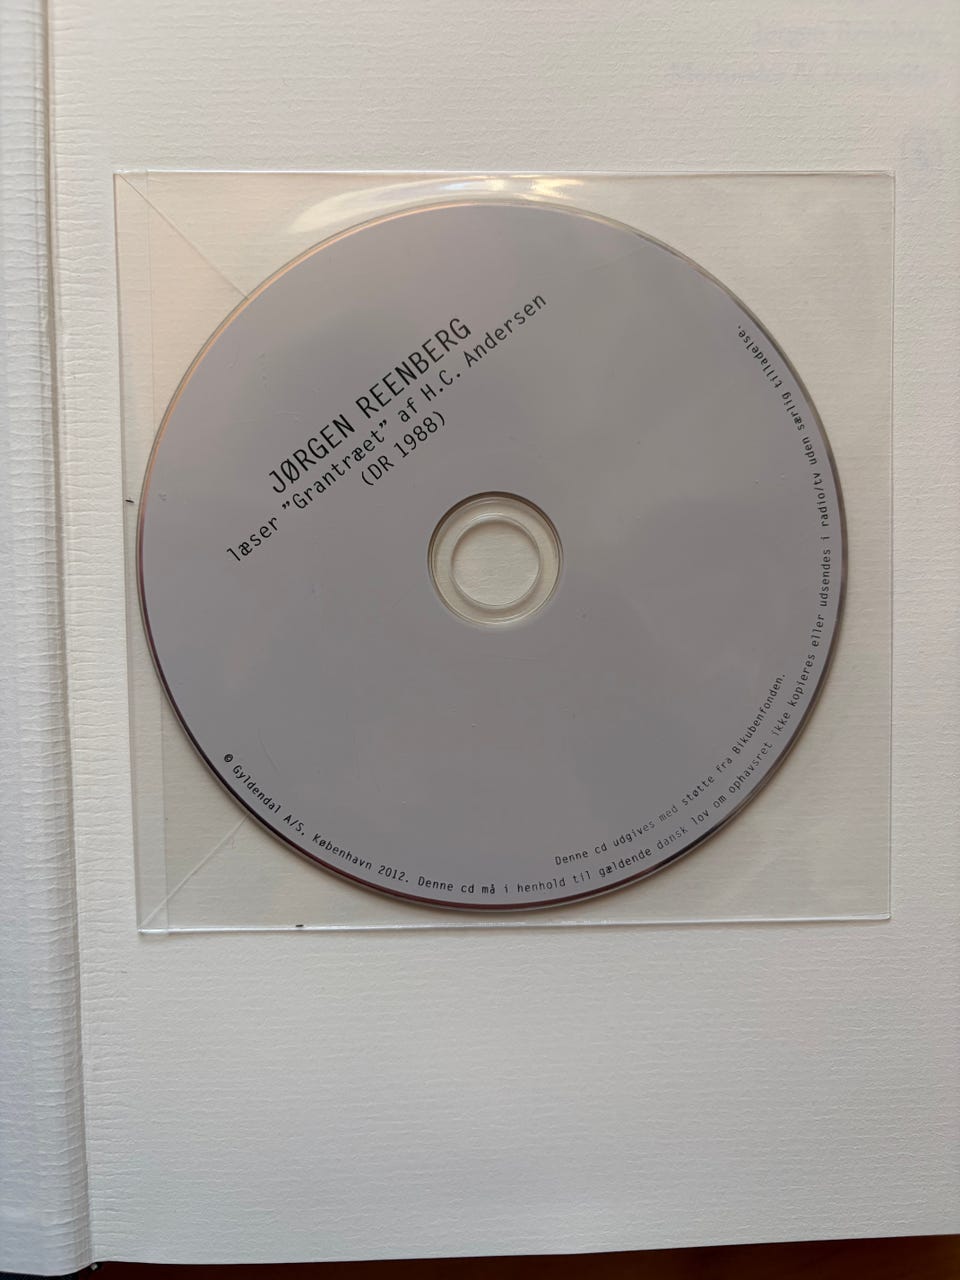 JØRGEN REENBERG
læser ”Grantræet” af H.C. Andersen
(DR 1988)
Denne cd udgives med støtte fra Bikubenfonden.
© Gyldendal A/S, København 2012. Denne cd må i henhold til gældende dansk lov om ophavsret ikke kopieres eller udsendes i radio/tv uden særlig tilladelse.